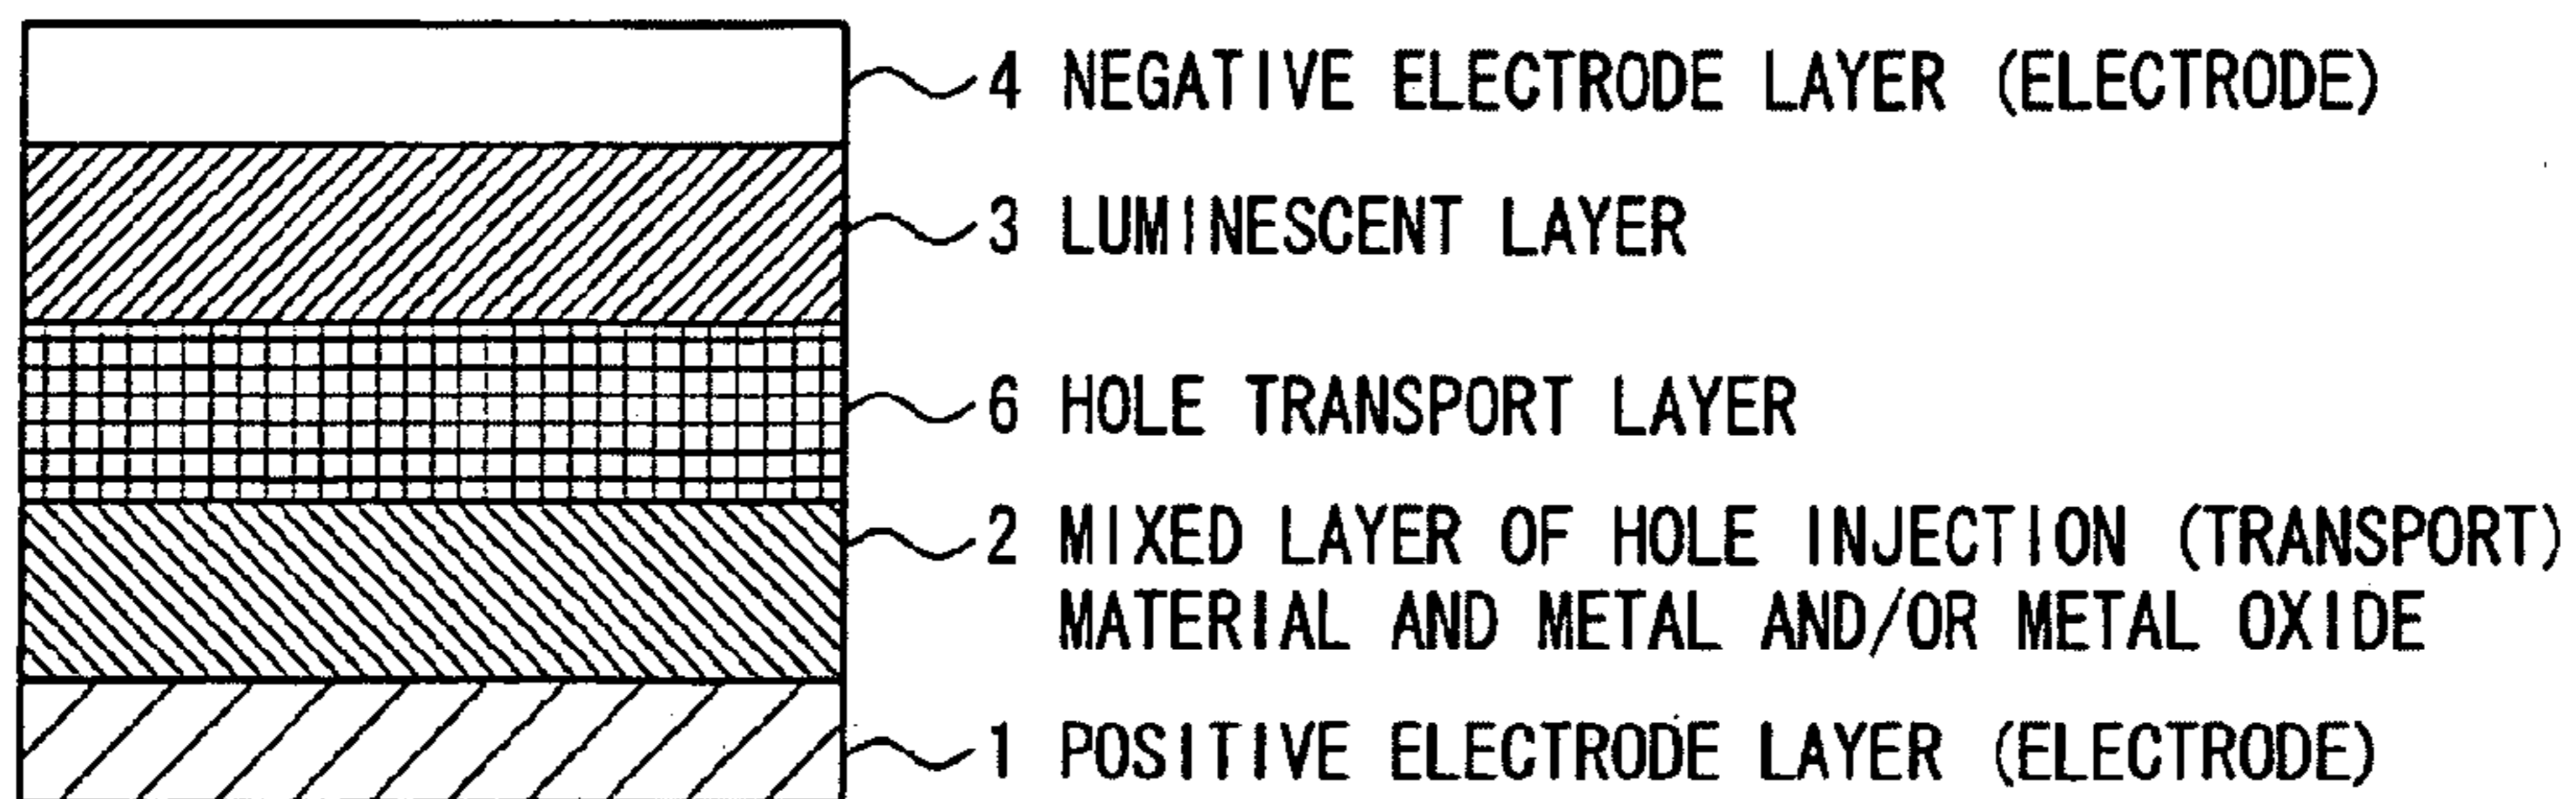 4 NEGATIVE ELECTRODE LAYER (ELECTRODE)
3 LUMINESCENT LAYER
6 HOLE TRANSPORT LAYER
2 MIXED LAYER OF HOLE INJECTION (TRANSPORT)
MATERIAL AND METAL AND/OR METAL OXIDE
1 POSITIVE ELECTRODE LAYER (ELECTRODE)